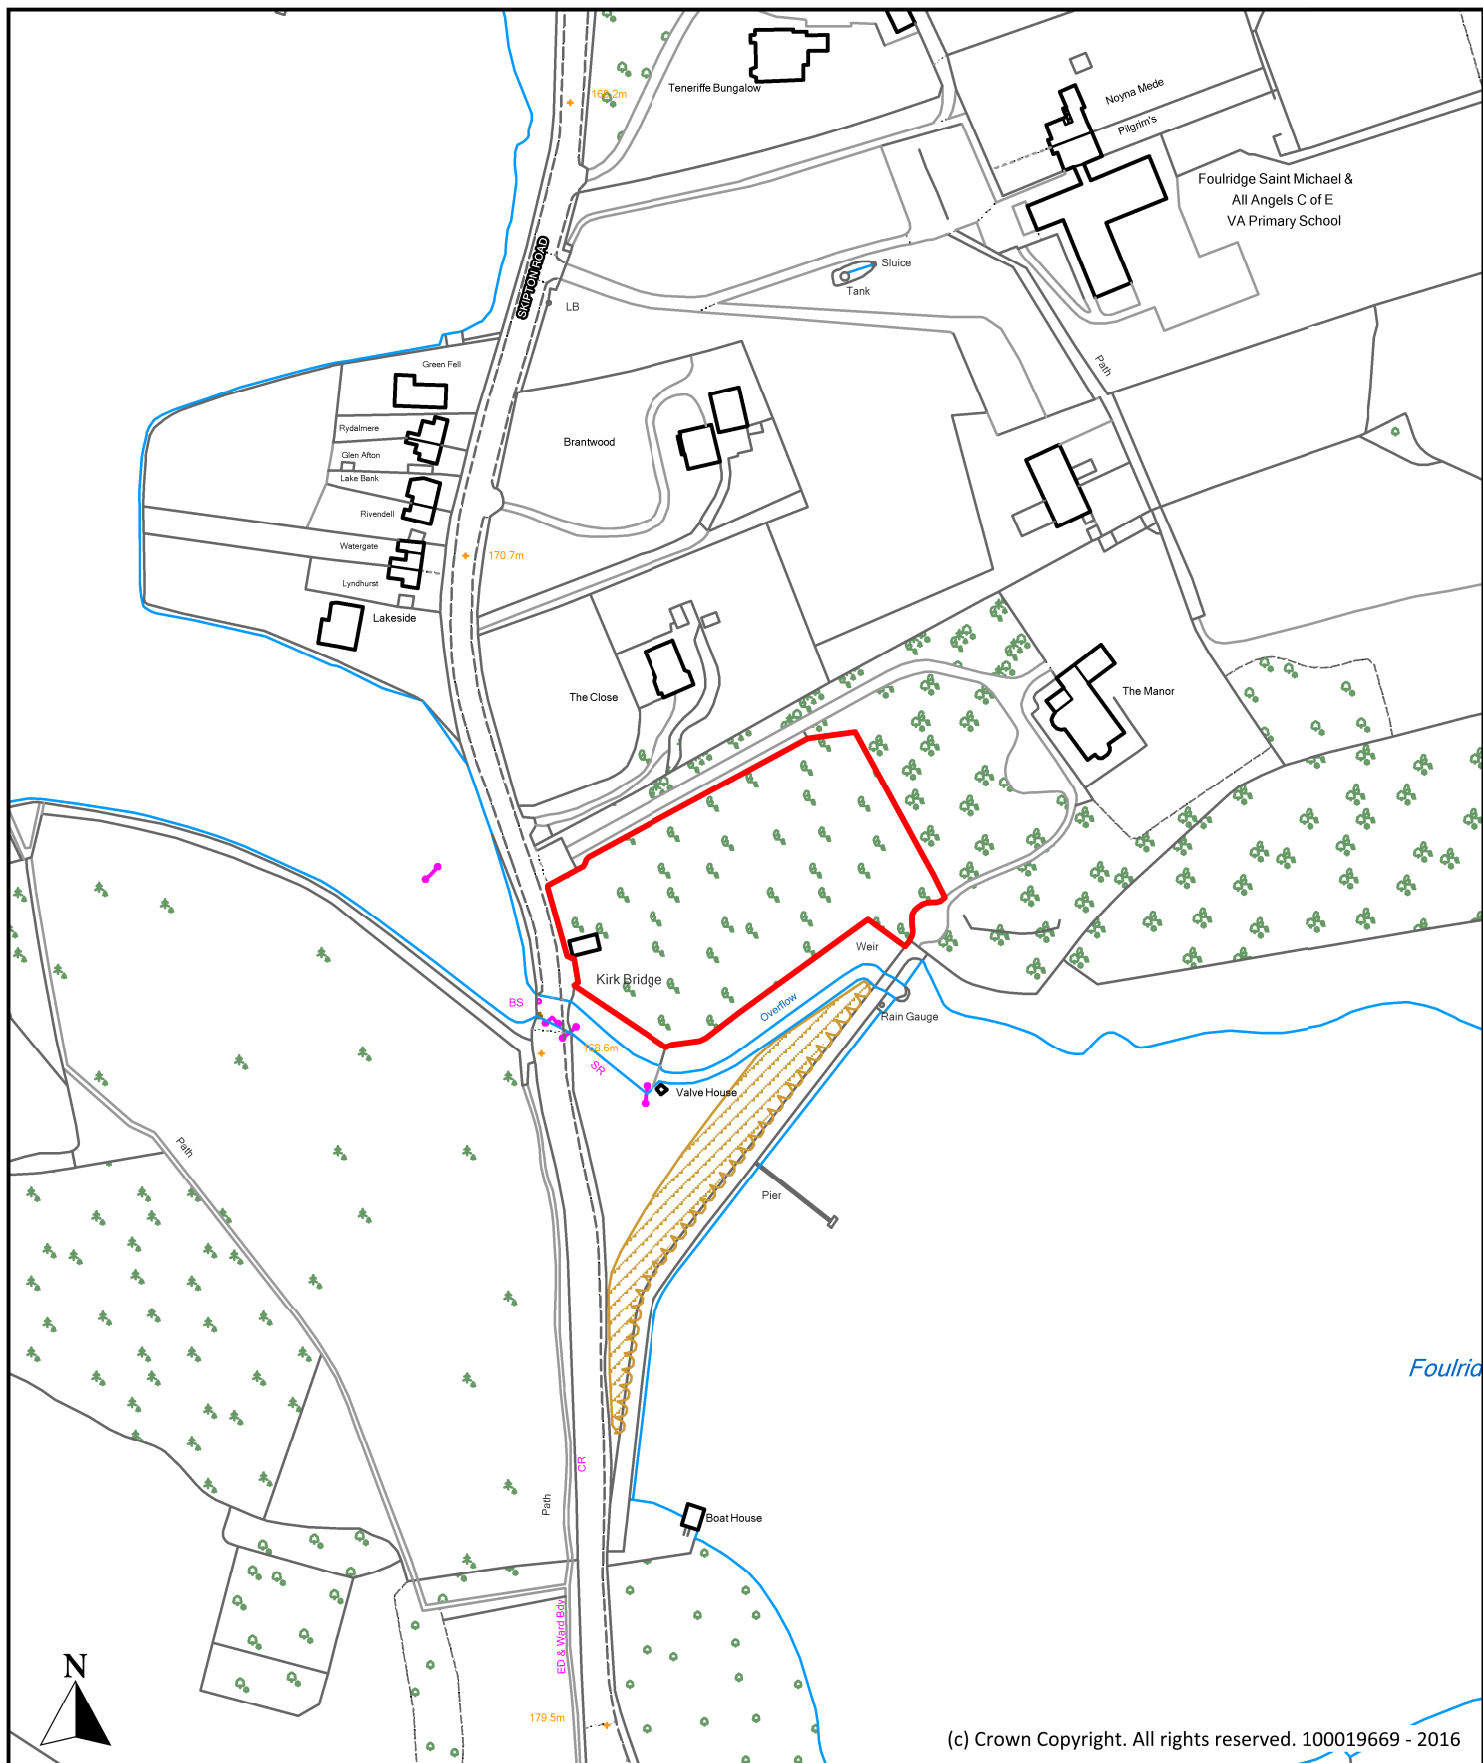 Teneriffe Bungalow
Noyna Mede
Pilgrim's
Foulridge Saint Michael &
All Angels C of E
VA Primary School
SKIPTON ROAD
Sluice
Tank
LB
Path
Green Fell
Rydalmere
Glen Afton
Lake Bank
Rivendell
Watergate
Lyndhurst
Lakeside
Brantwood
170.7m
The Close
The Manor
Weir
Kirk Bridge
Overflow
BS
Rain Gauge
168.6m
SR
Valve House
Path
Pier
Foulrid
CR
Path
Boat House
ED & Ward Bdy
N
179.5m
(c) Crown Copyright. All rights reserved. 100019669 - 2016